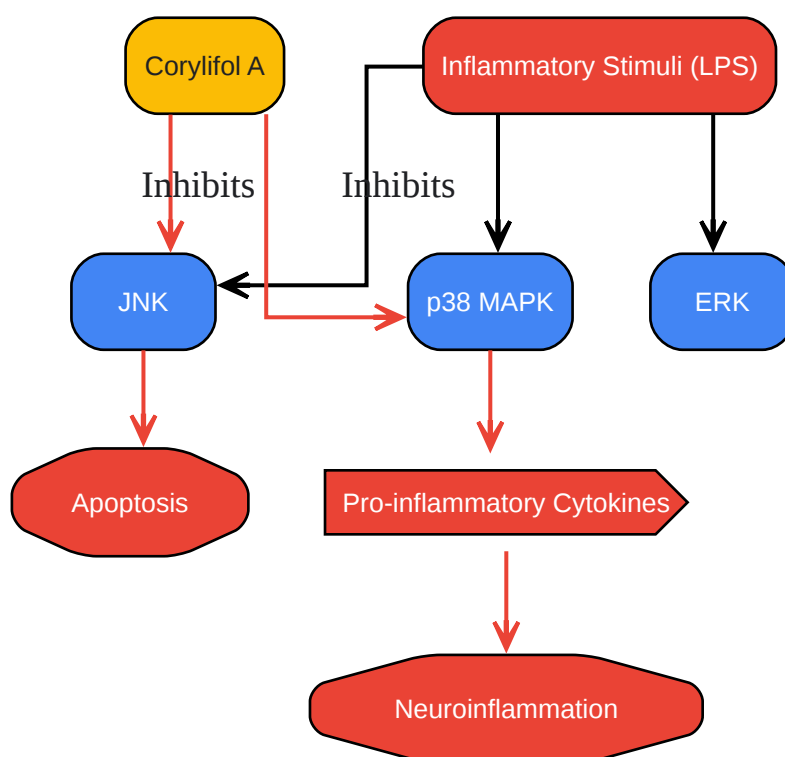 Corylifol A
Inflammatory Stimuli (LPS)
Inhibits
Inhibits
JNK
p38 MAPK
ERK
Apoptosis
Pro-inflammatory Cytokines
Neuroinflammation